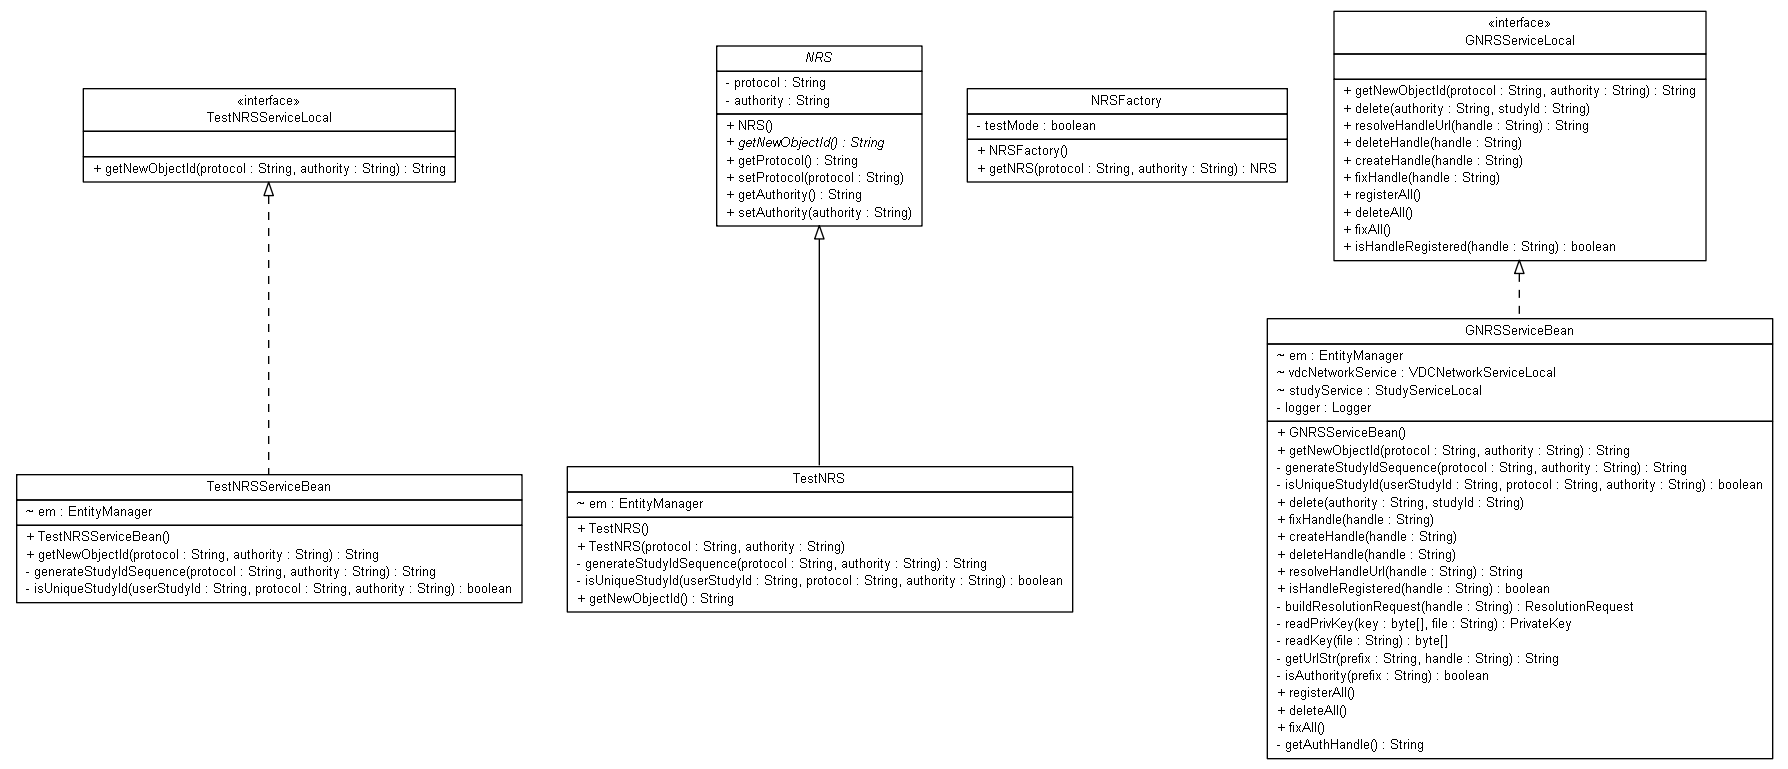 «interface»
TestNRSServiceLocal
+ getNewObjectId(protocol : String, authority : String) : String
TestNRSServiceBean
~ em : EntityManager
+ TestNRSServiceBean()
+ getNewObjectId(protocol : String, authority : String) : String
- generateStudyIdSequence(protocol : String, authority : String) : String
- isUniqueStudyId(userStudyId : String, protocol : String, authority : String) : boolean
NRS
- protocol : String
- authority : String
+ NRS()
+ getNewObjectId() : String
+ getProtocol() : String
+ setProtocol(protocol : String)
+ getAuthority() : String
+ setAuthority(authority : String)
TestNRS
~ em : EntityManager
+ TestNRS()
+ TestNRS(protocol : String, authority : String)
- generateStudyIdSequence(protocol : String, authority : String) : String
- isUniqueStudyId(userStudyId : String, protocol : String, authority : String) : boolean
+ getNewObjectId() : String
NRSFactory
- testMode : boolean
+ NRSFactory()
+ getNRS(protocol : String, authority : String) : NRS
«interface»
GNRSServiceLocal
+ getNewObjectId(protocol : String, authority : String) : String
+ delete(authority : String, studyId : String)
+ resolveHandleUrl(handle : String) : String
+ deleteHandle(handle : String)
+ createHandle(handle : String)
+ fixHandle(handle : String)
+ registerAll()
+ deleteAll()
+ fixAll()
+ isHandleRegistered(handle : String) : boolean
GNRSServiceBean
~ em : EntityManager
~ vdcNetworkService : VDCNetworkServiceLocal
~ studyService : StudyServiceLocal
- logger : Logger
+ GNRSServiceBean()
+ getNewObjectId(protocol : String, authority : String) : String
- generateStudyIdSequence(protocol : String, authority : String) : String
- isUniqueStudyId(userStudyId : String, protocol : String, authority : String) : boolean
+ delete(authority : String, studyId : String)
+ fixHandle(handle : String)
+ createHandle(handle : String)
+ deleteHandle(handle : String)
+ resolveHandleUrl(handle : String) : String
+ isHandleRegistered(handle : String) : boolean
- buildResolutionRequest(handle : String) : ResolutionRequest
- readPrivKey(key : byte[], file : String) : PrivateKey
- readKey(file : String) : byte[]
- getUrlStr(prefix : String, handle : String) : String
- isAuthority(prefix : String) : boolean
+ registerAll()
+ deleteAll()
+ fixAll()
- getAuthHandle() : String